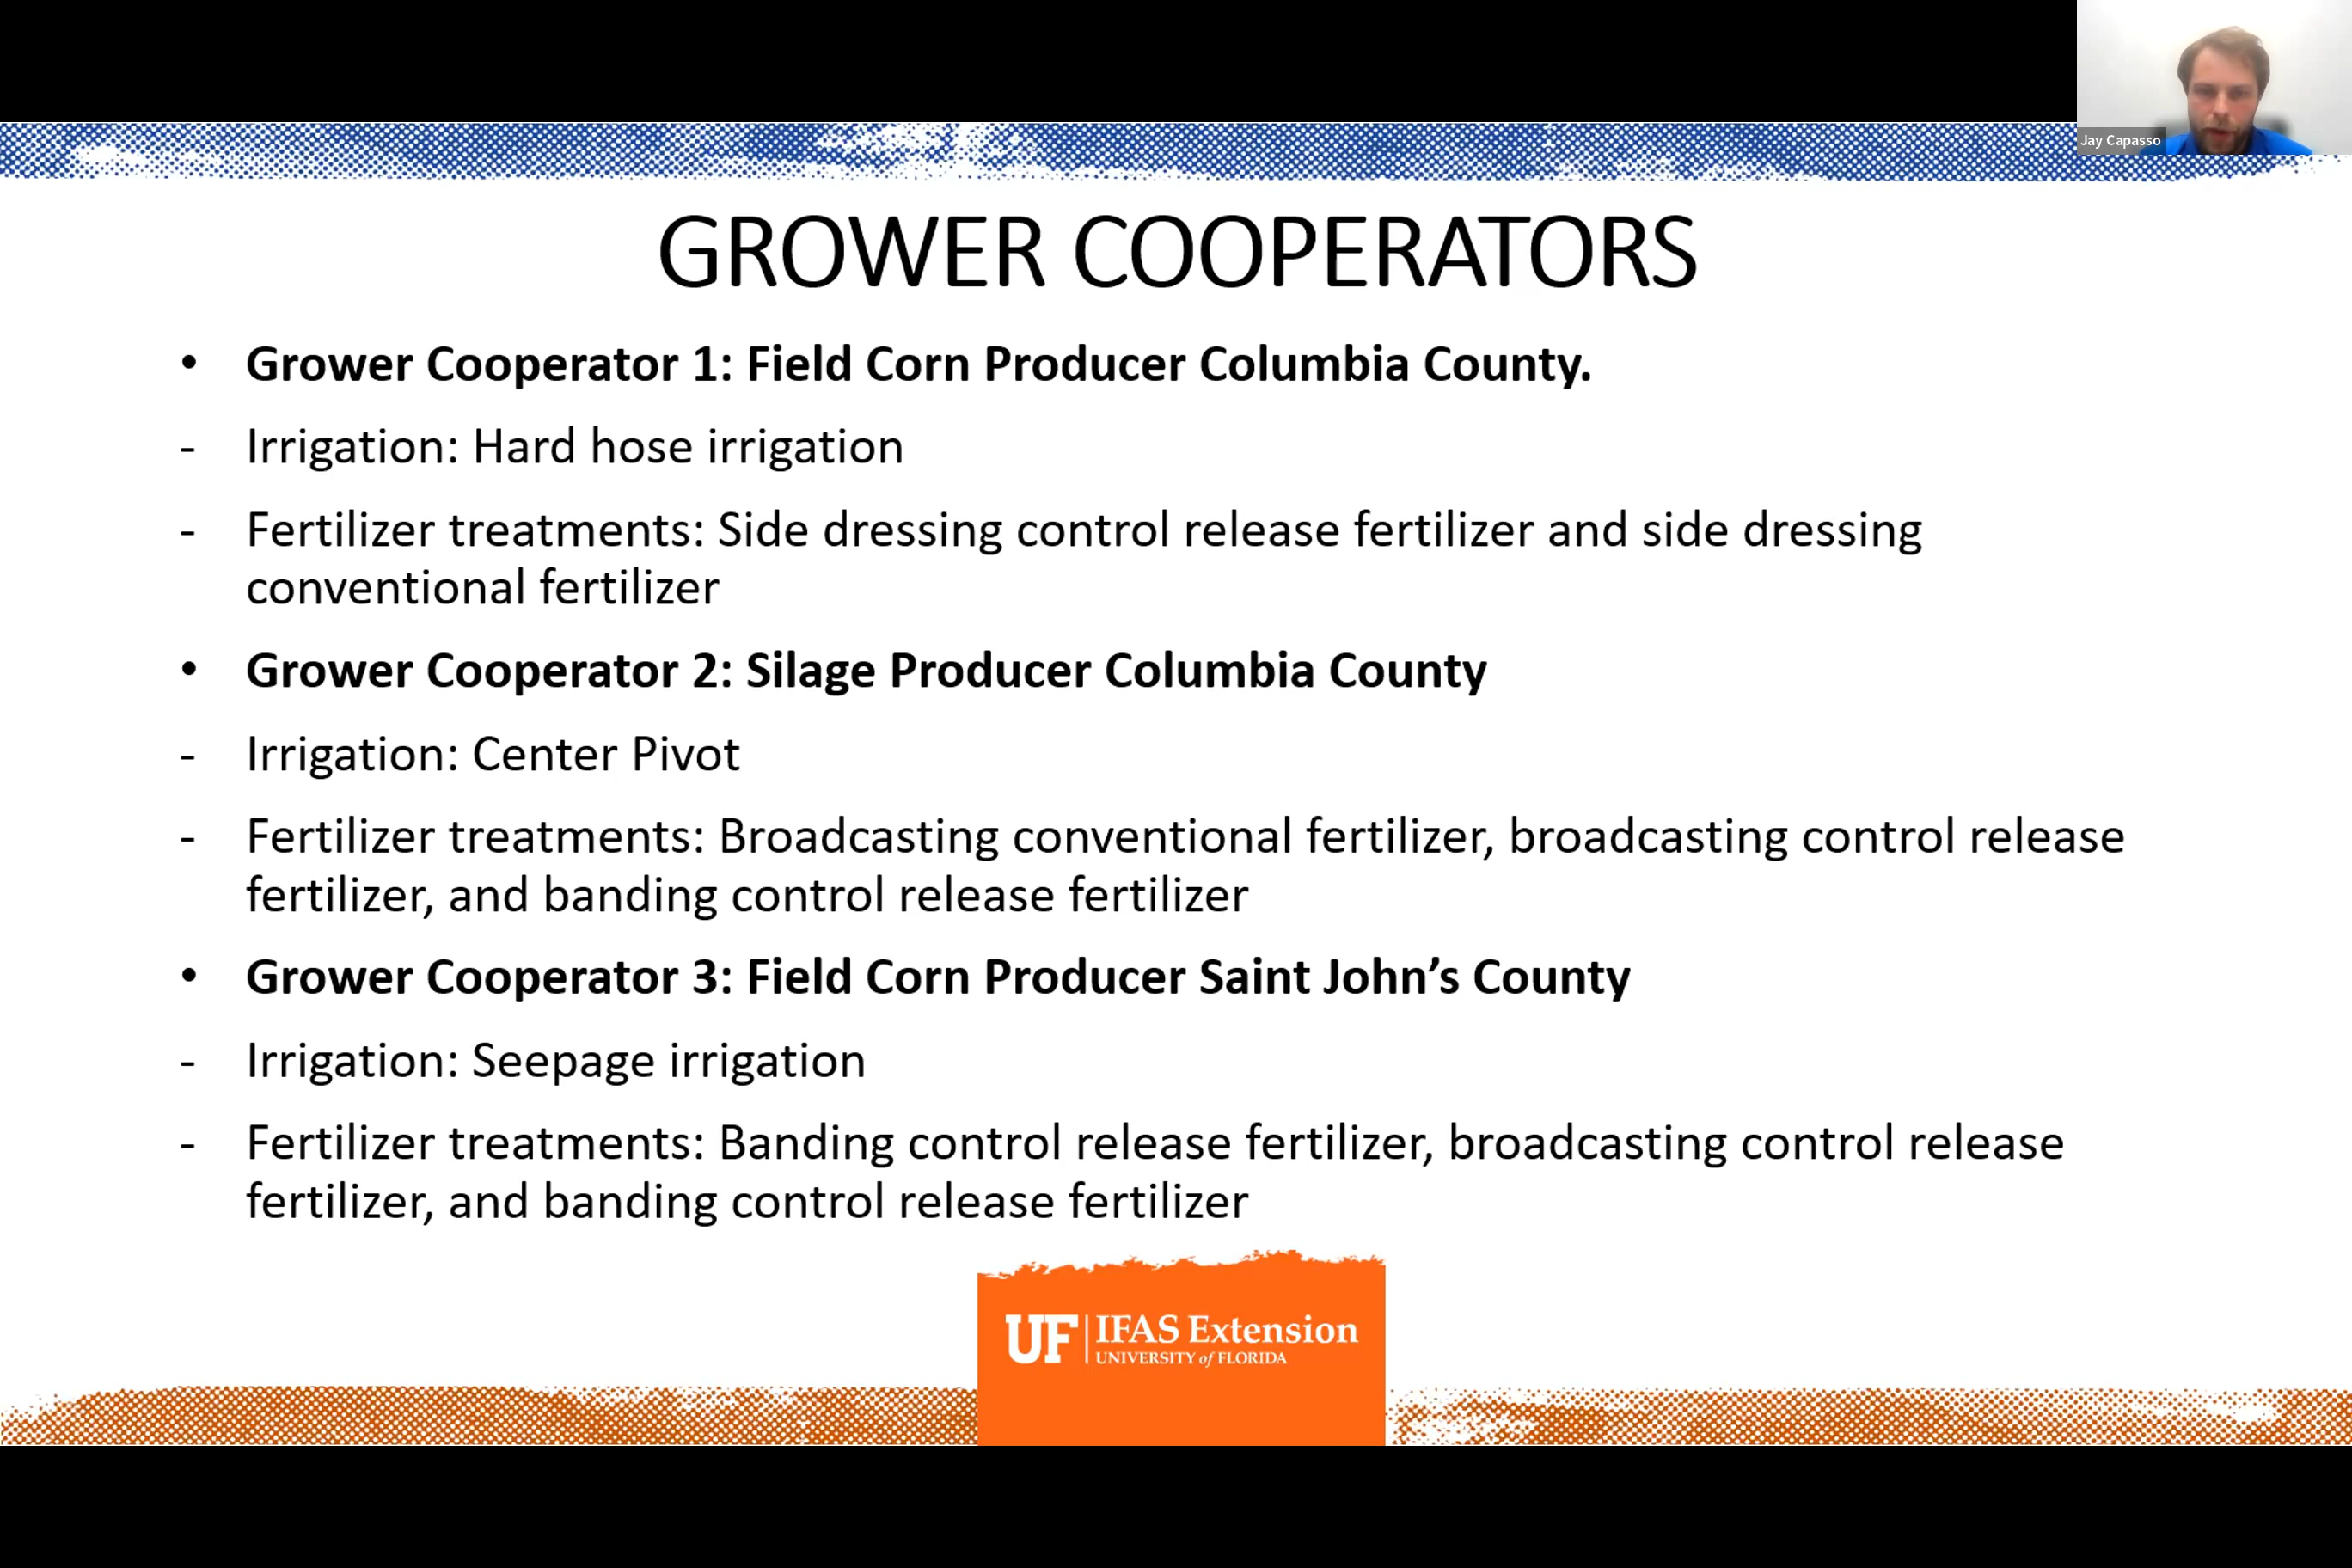 Jay Capasso
GROWER COOPERATORS
• Grower Cooperator 1: Field Corn Producer Columbia County.
- Irrigation: Hard hose irrigation
- Fertilizer treatments: Side dressing control release fertilizer and side dressing
conventional fertilizer
• Grower Cooperator 2: Silage Producer Columbia County
- Irrigation: Center Pivot
- Fertilizer treatments: Broadcasting conventional fertilizer, broadcasting control release
fertilizer, and banding control release fertilizer
• Grower Cooperator 3: Field Corn Producer Saint John’s County
- Irrigation: Seepage irrigation
- Fertilizer treatments: Banding control release fertilizer, broadcasting control release
fertilizer, and banding control release fertilizer
UF | IFAS Extension
UNIVERSITY of FLORIDA